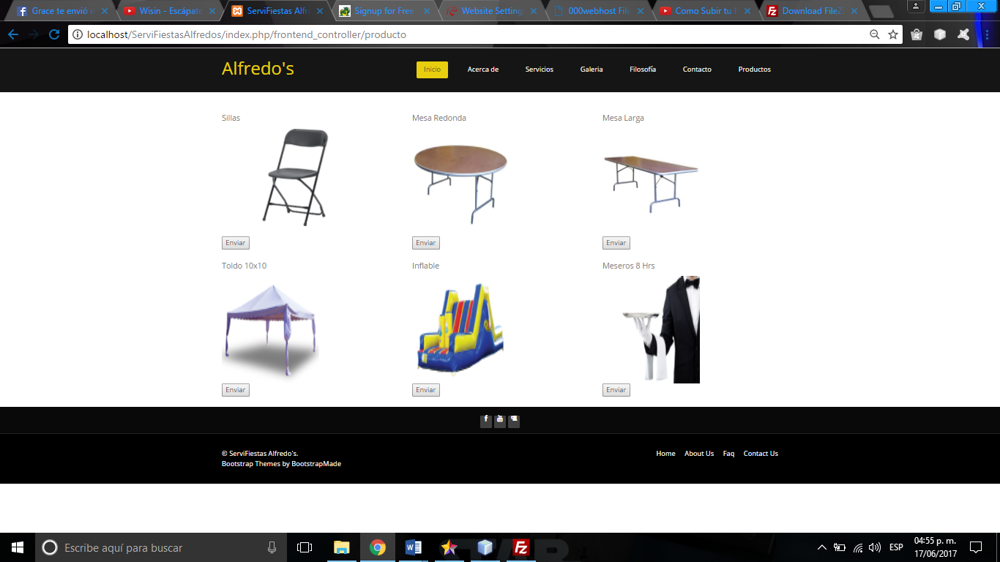 Grace te envió u
Wisin - Escápate
ServiFiestas Alfre
Signup for Free
Website Setting
000webhost File
Como Subir tu P
Download FileZi
localhost/ServiFiestasAlfredos/index.php/frontend_controller/producto
Alfredo's
Inicio Acerca de Servicios Galeria Filosofía Contacto Productos
Sillas Mesa Redonda Mesa Larga
Enviar Enviar Enviar
Toldo 10x10 Inflable Meseros 8 Hrs
Enviar Enviar Enviar
© ServiFiestas Alfredo's.
Bootstrap Themes by BootstrapMade
Home About Us Faq Contact Us
Escribe aquí para buscar
ESP
04:55 p. m.
17/06/2017